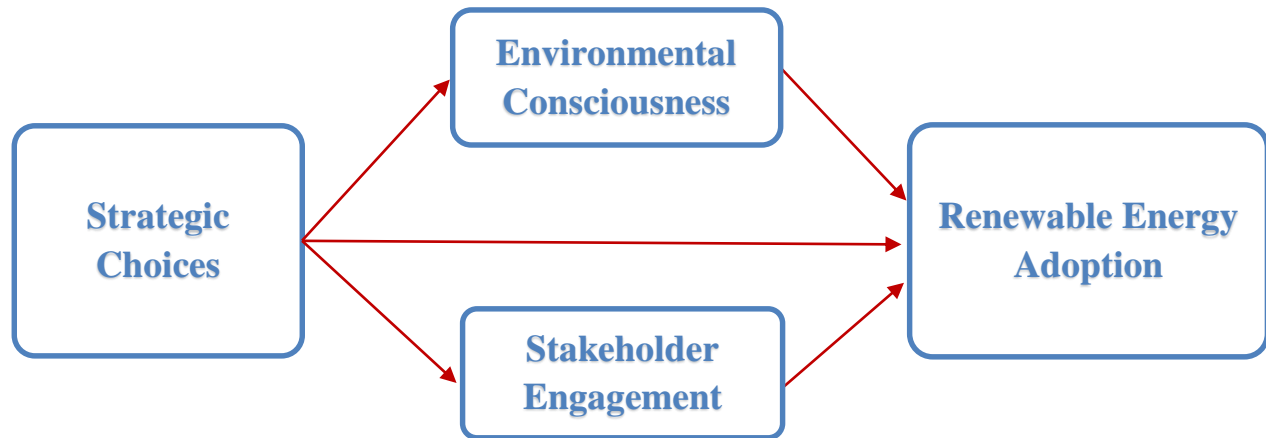 Environmental
Consciousness
Strategic
Choices
Renewable Energy
Adoption
Stakeholder
Engagement